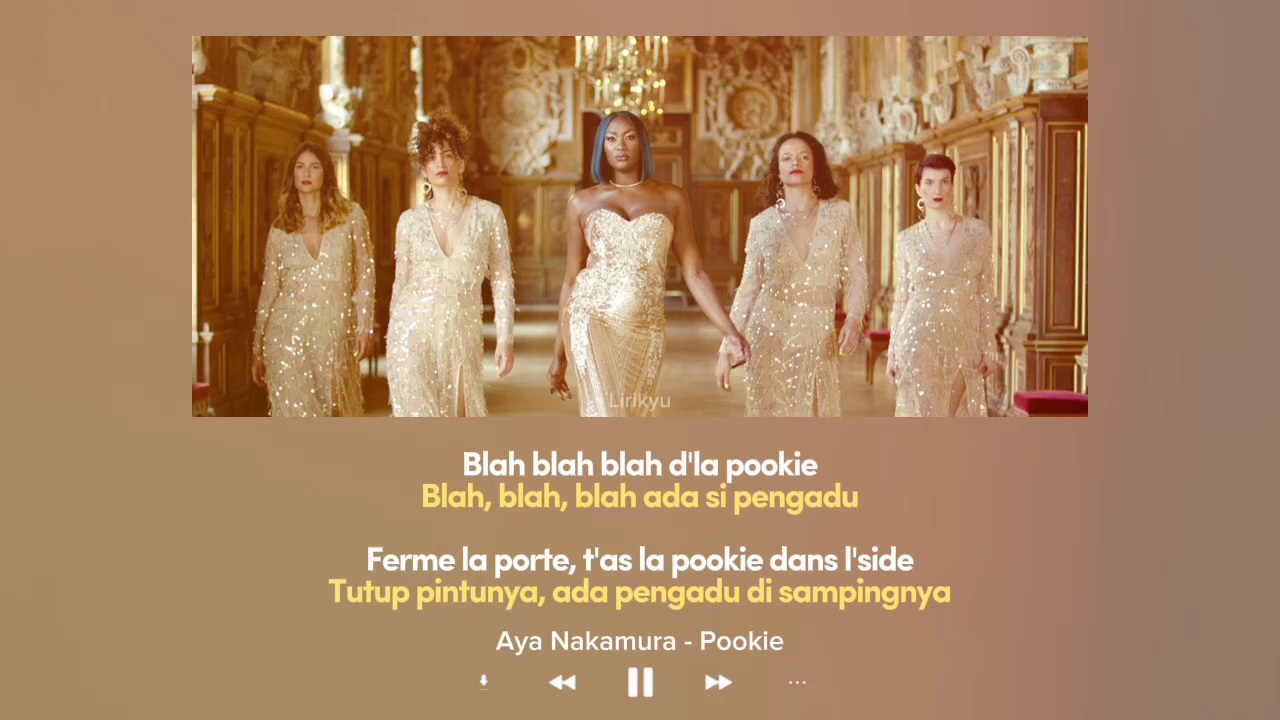 Lirikyu
Blah blah blah d'la pookie
Blah, blah, blah ada si pengadu
Ferme la porte, t'as la pookie dans l'side
Tutup pintunya, ada pengadu di sampingnya
Aya Nakamura - Pookie